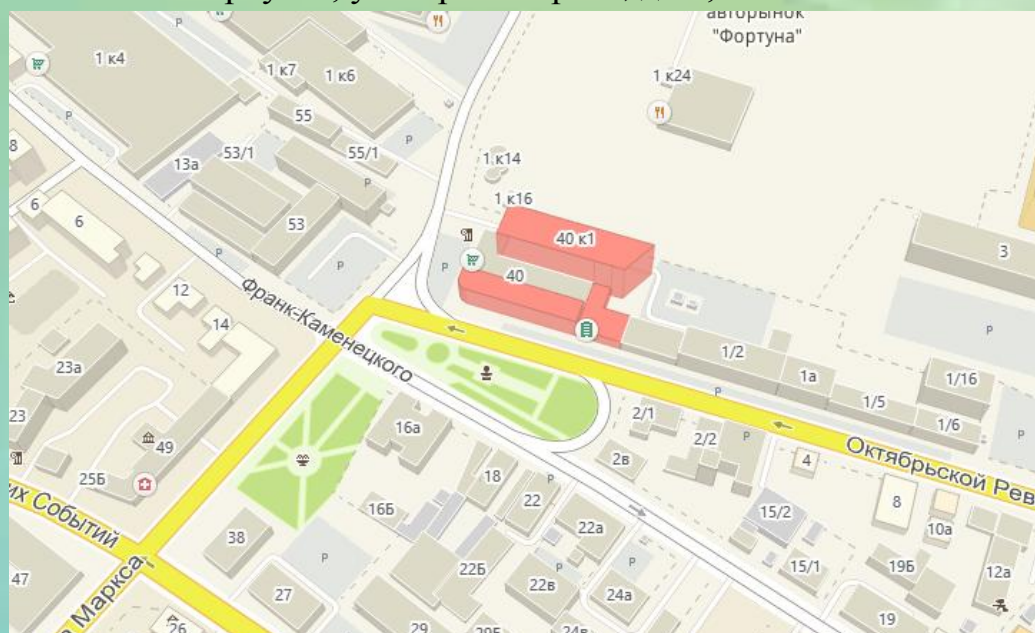 авторынок
"Фортуна"
1 к4
1 к7
1 к6
1 к24
P
55
P
53/1
55/1
13а
P
1 к14
8
6
6
53
1 к16
40 к1
3
P
40
12
P
Франк-Каменецкого
14
1/2
1а
1/16
23а
P
1/5
2/1
1/6
23
16а
2/2
P
49
2в
4
Октябрьской Рев
25Б
18
22
8
их Событий
16Б
15/2
10а
38
22а
P
22Б
P
P
19Б
47
15/1
12а
27
22в
24а
Маркса
19
26
29